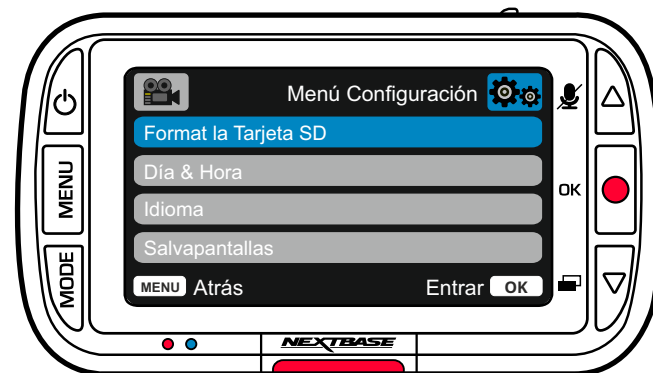 Menú Configuración
Format la Tarjeta SD
Día & Hora
Idioma
Salvapantallas
MENU Atrás
Entrar OK
MENU
MODE
OK
NEXTBASE